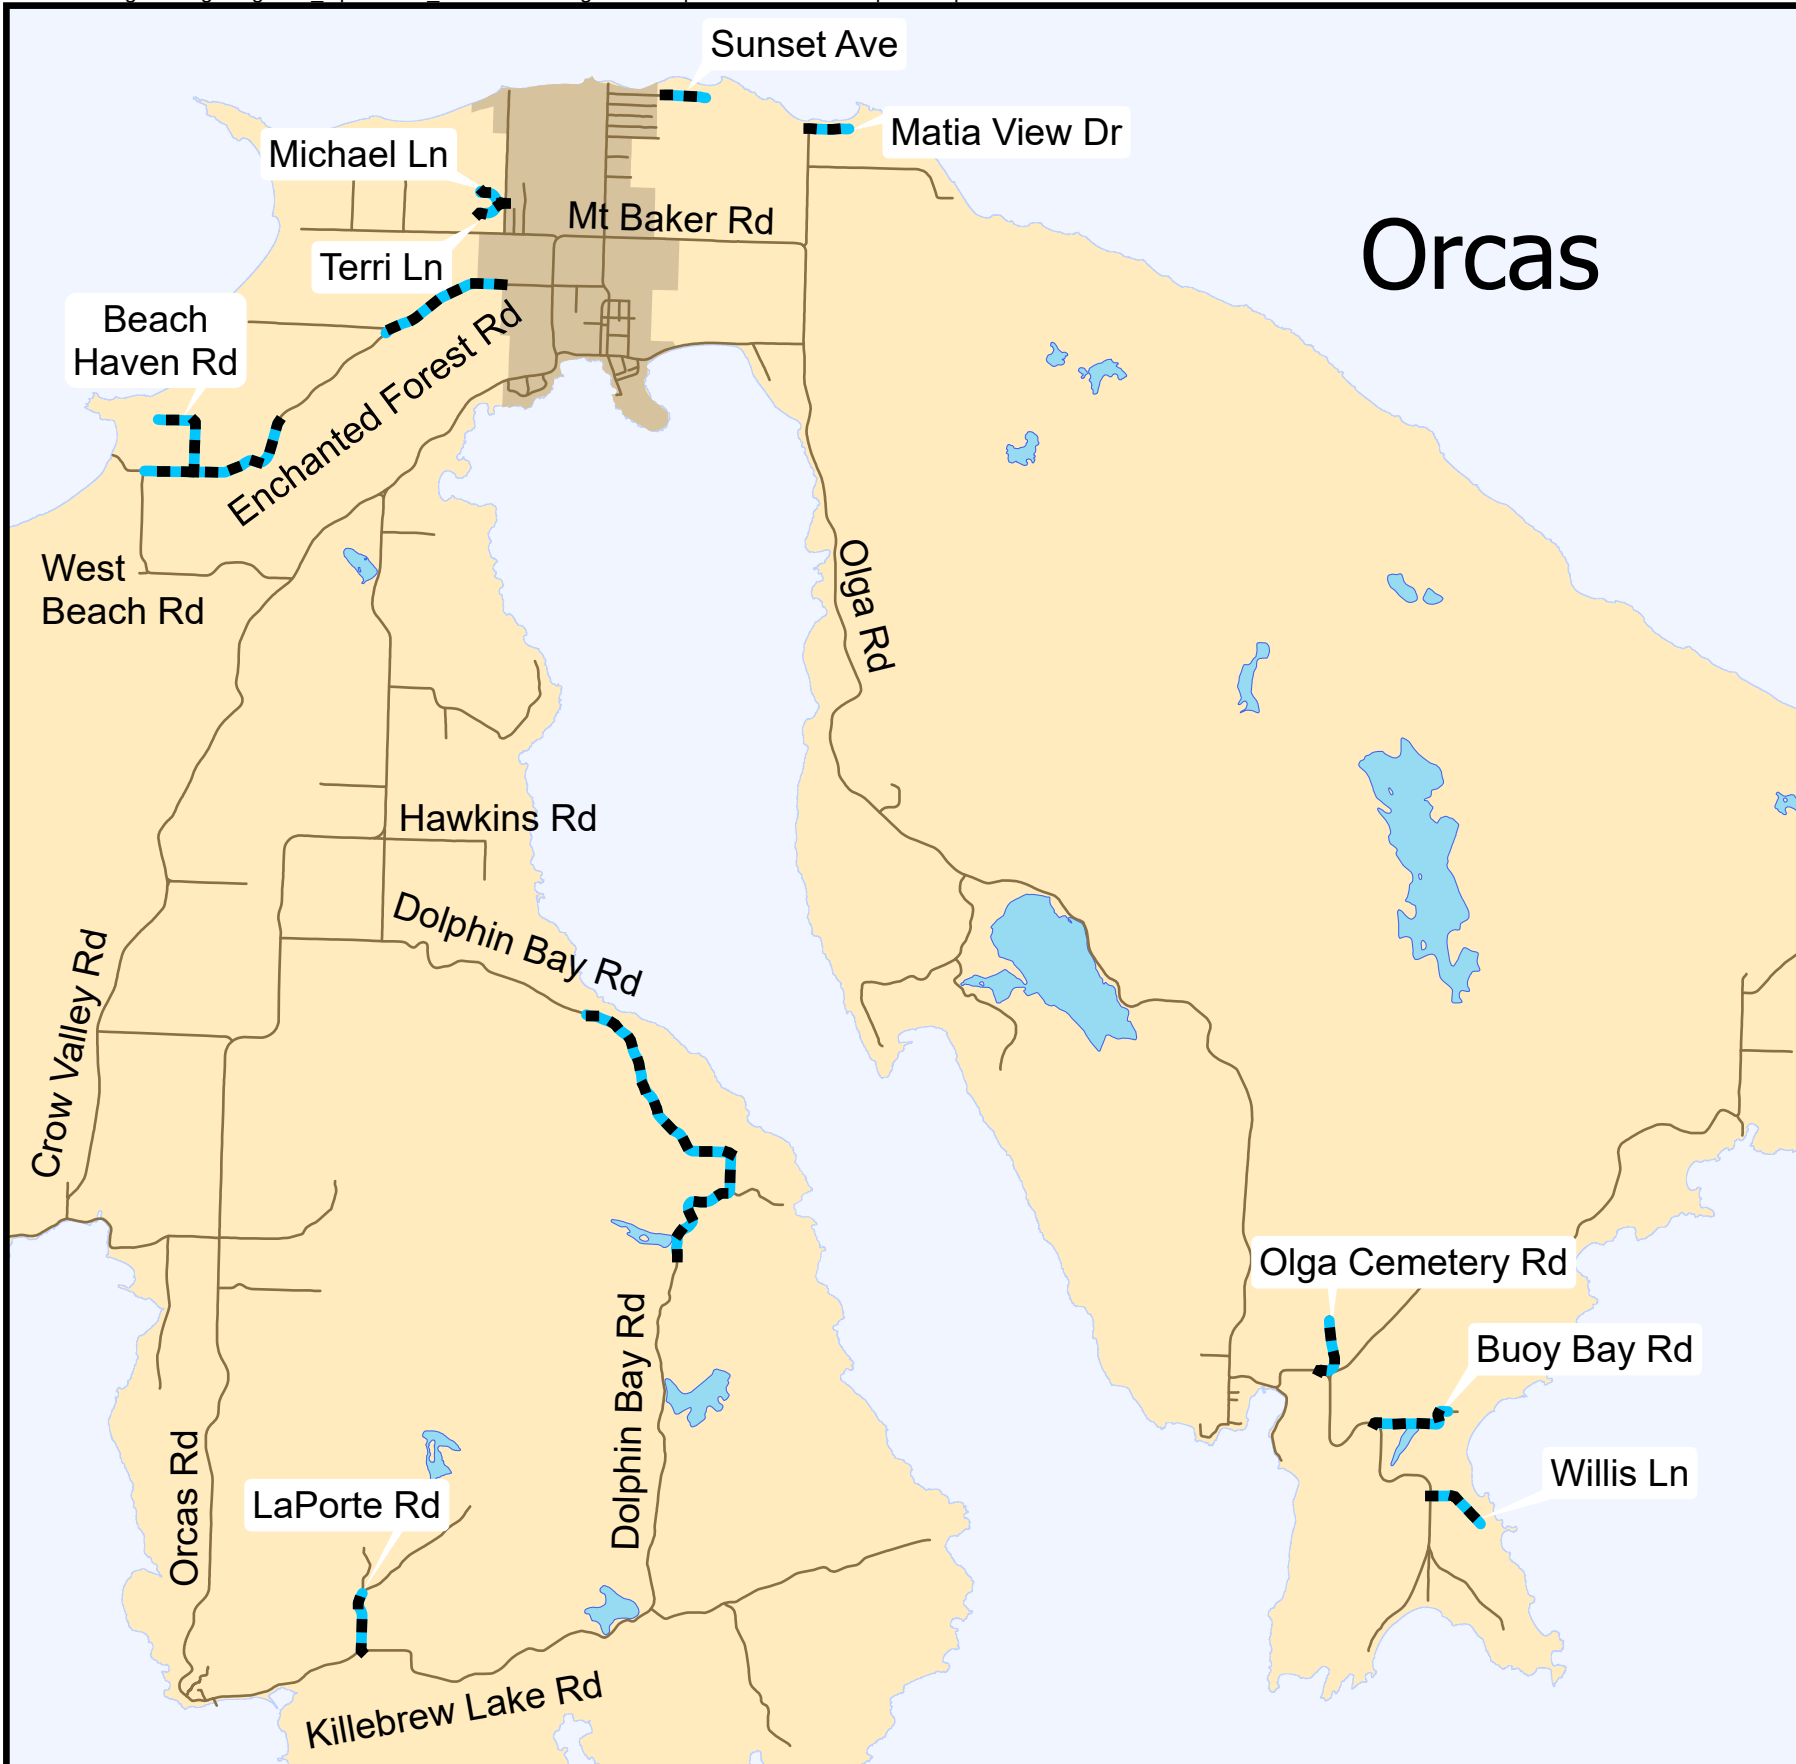 Sunset Ave
Matia View Dr
Michael Ln
Mt Baker Rd
Orcas
Terri Ln
Beach
Haven Rd
Enchanted Forest Rd
West
Beach Rd
Olga Rd
Hawkins Rd
Dolphin Bay Rd
Crow Valley Rd
Olga Cemetery Rd
Buoy Bay Rd
Dolphin Bay Rd
Willis Ln
Orcas Rd
LaPorte Rd
Killebrew Lake Rd